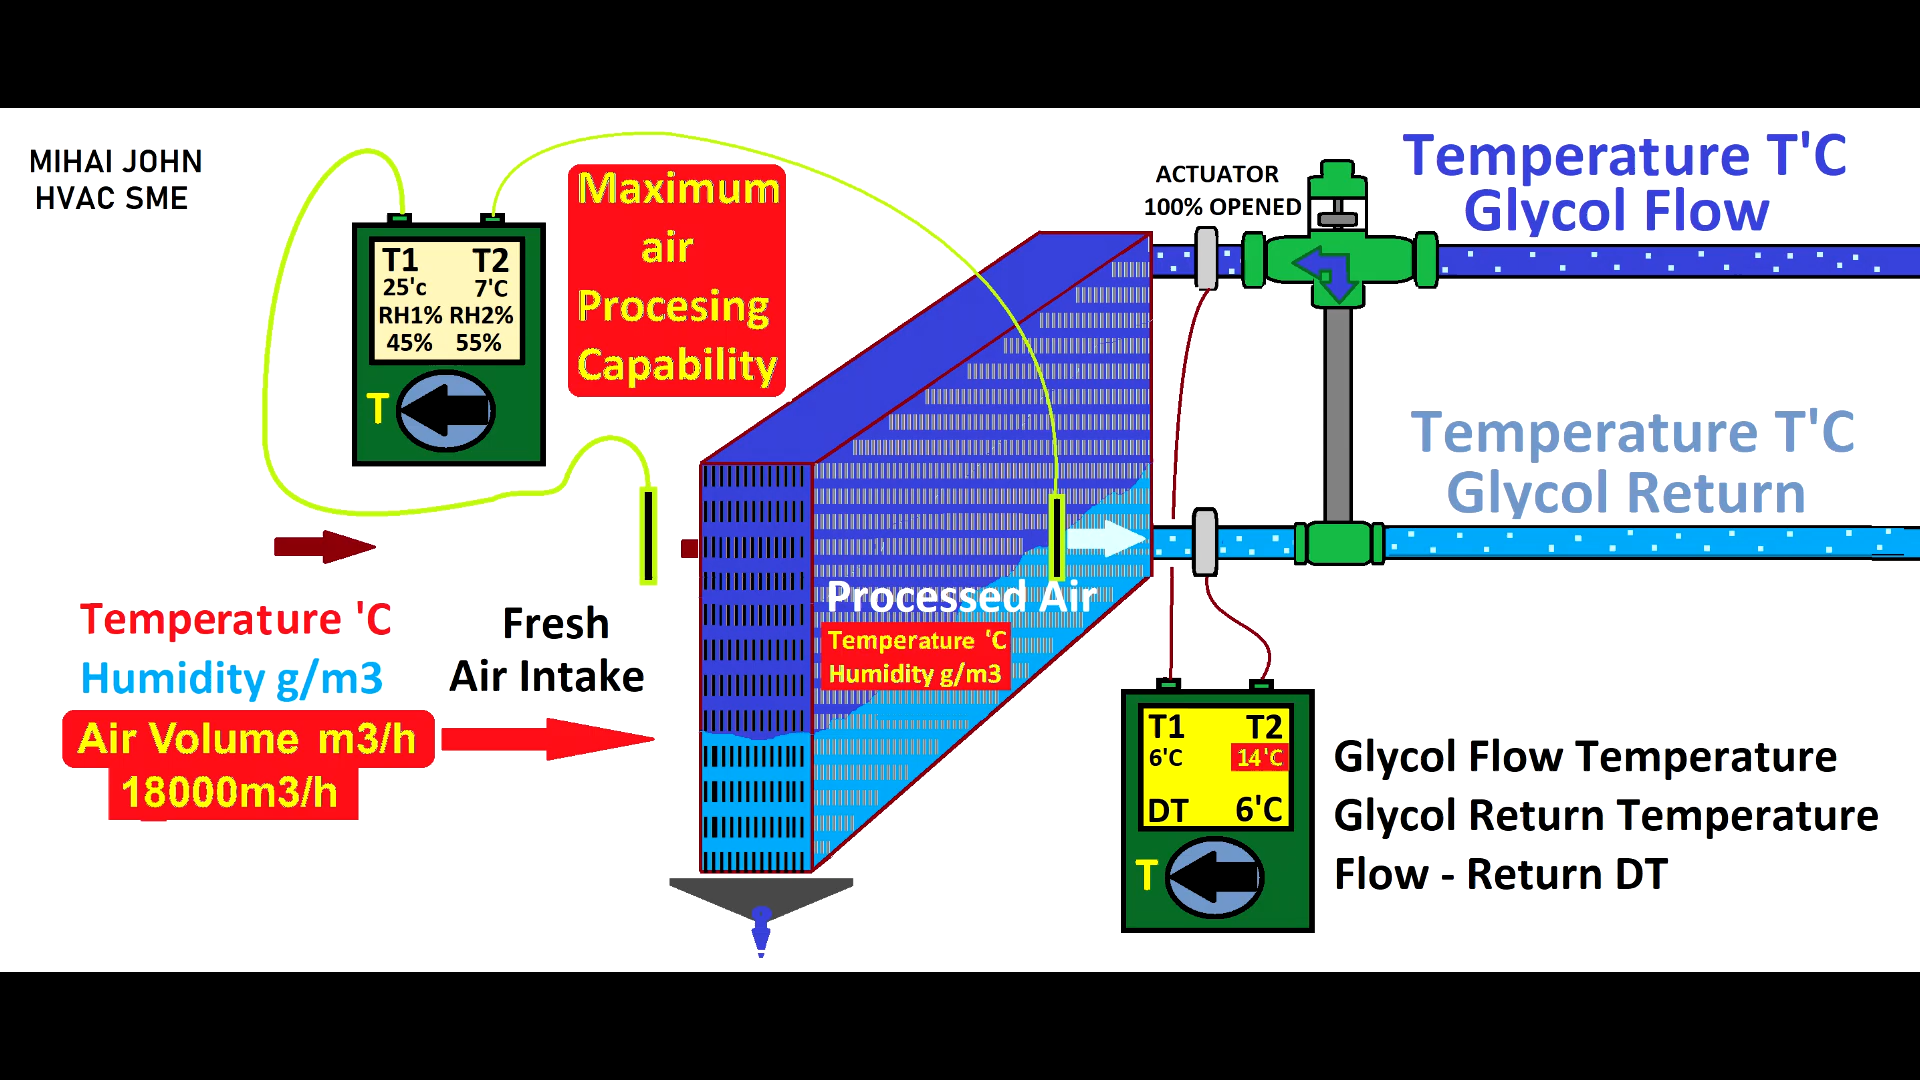 MIHAI JOHN
HVAC SME
T1 T2
25'c 7'C
RH1% RH2%
45% 55%
T
Maximum
air
Procesing
Capability
ACTUATOR
100% OPENED
Temperature T'C
Glycol Flow
Temperature T'C
Glycol Return
Temperature 'C
Humidity g/m3
Air Volume m3/h
18000m3/h
Fresh
Air Intake
Processed Air
Temperature 'C
Humidity g/m3
T1 T2
6'C 14'C
DT 6'C
T
Glycol Flow Temperature
Glycol Return Temperature
Flow - Return DT